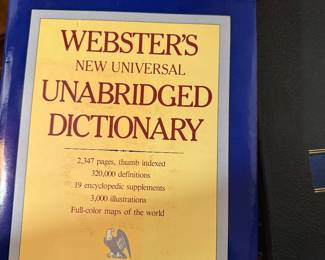 WEBSTER'S
NEW UNIVERSAL
UNABRIDGED
DICTIONARY
2,347 pages, thumb indexed
320,000 definitions
19 encyclopedic supplements
3,000 illustrations
Full-color maps of the world